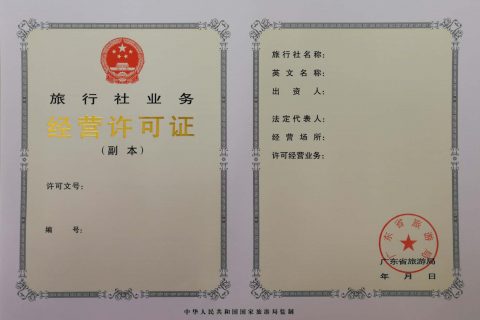 旅行社业务
经营许可证
（副本）
许可文号：
编 号：
旅行社名称：
英文名称：
出资人：
法定代表人：
经营场所：
许可经营业务：
广东省旅游局
广东省旅游局
年 月 日
中华人民共和国国家旅游局监制